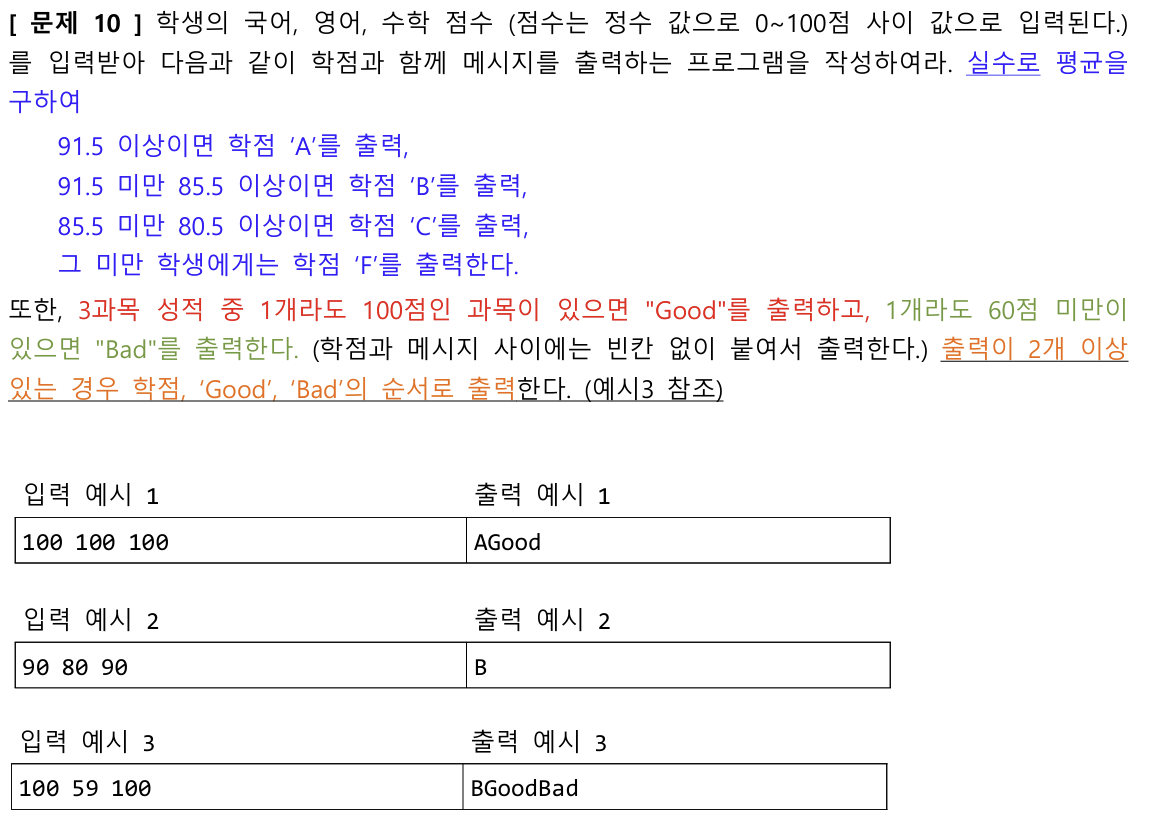 [ 문제 10 ] 학생의 국어, 영어, 수학 점수 (점수는 정수 값으로 0~100점 사이 값으로 입력된다.)
를 입력받아 다음과 같이 학점과 함께 메시지를 출력하는 프로그램을 작성하여라. 실수로 평균을
구하여
91.5 이상이면 학점 ‘A’를 출력,
91.5 미만 85.5 이상이면 학점 ‘B’를 출력,
85.5 미만 80.5 이상이면 학점 ‘C’를 출력,
그 미만 학생에게는 학점 ‘F’를 출력한다.
또한, 3과목 성적 중 1개라도 100점인 과목이 있으면 "Good"를 출력하고, 1개라도 60점 미만이
있으면 "Bad"를 출력한다. (학점과 메시지 사이에는 빈칸 없이 붙여서 출력한다.) 출력이 2개 이상
있는 경우 학점, ‘Good’, ‘Bad’의 순서로 출력한다. (예시3 참조)
입력 예시 1 출력 예시 1
100 100 100 AGood
입력 예시 2 출력 예시 2
90 80 90 B
입력 예시 3 출력 예시 3
100 59 100 BGoodBad